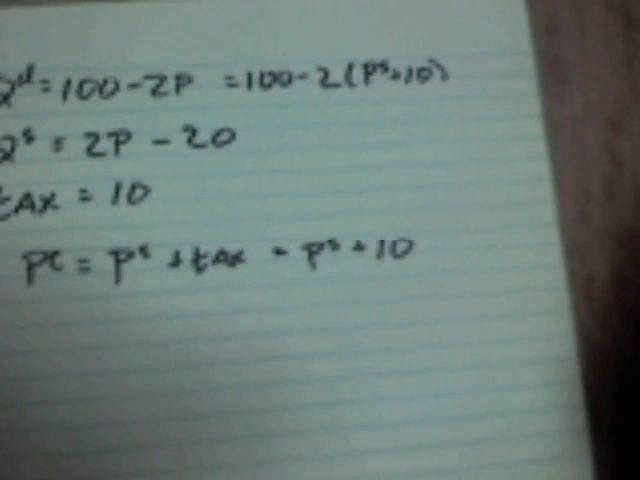 Qd = 100 - 2P = 100 - 2(Ps+10)
Qs = 2P - 20
tax = 10
Pc = Ps + tax = Ps + 10